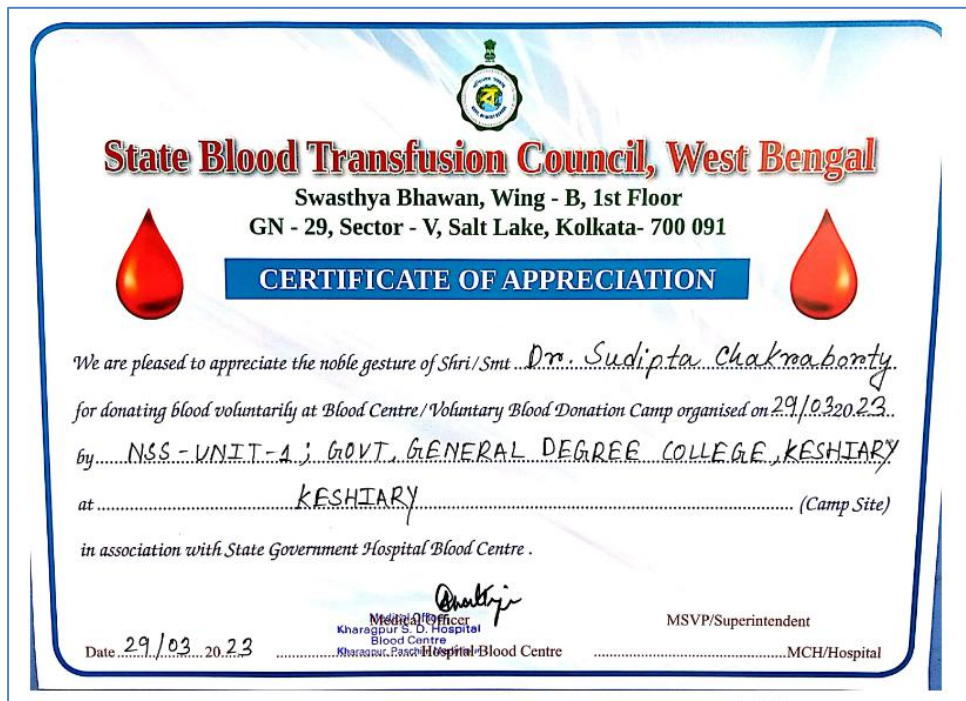 State Blood Transfusion Council, West Bengal
Swasthya Bhawan, Wing - B, 1st Floor
GN - 29, Sector - V, Salt Lake, Kolkata- 700 091
CERTIFICATE OF APPRECIATION
We are pleased to appreciate the noble gesture of Shri/Smt Dr. Sudipta Chakraborty
for donating blood voluntarily at Blood Centre/Voluntary Blood Donation Camp organised on 29/03 2023
by NSS-UNIT-1; GOVT. GENERAL DEGREE COLLEGE, KESHIARY
at KESHIARY (Camp Site)
in association with State Government Hospital Blood Centre .
Medical Officer
Medical Officer MSVP/Superintendent
Kharagpur S. D. Hospital
Blood Centre
Kharagpur, Paschim
Date 29/03 2023 Hospital Blood Centre MCH/Hospital